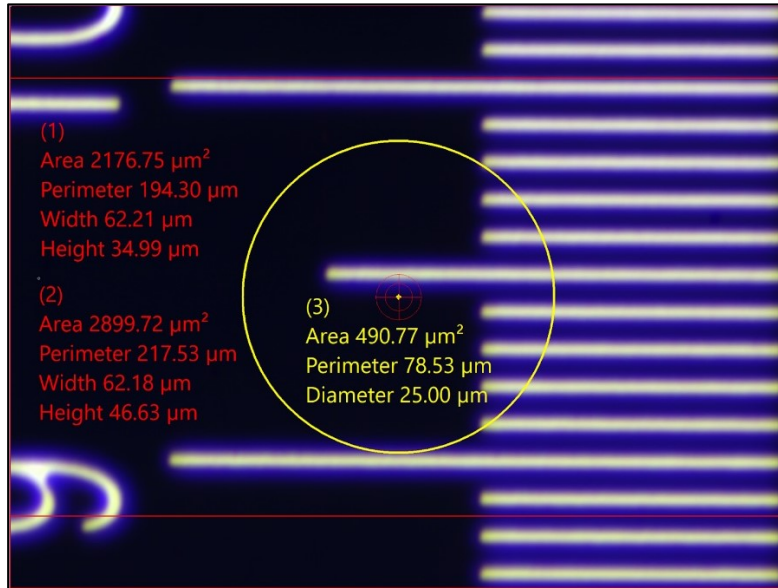 (1)
Area 2176.75 µm²
Perimeter 194.30 µm
Width 62.21 µm
Height 34.99 µm
(2)
Area 2899.72 µm²
Perimeter 217.53 µm
Width 62.18 µm
Height 46.63 µm
(3)
Area 490.77 µm²
Perimeter 78.53 µm
Diameter 25.00 µm